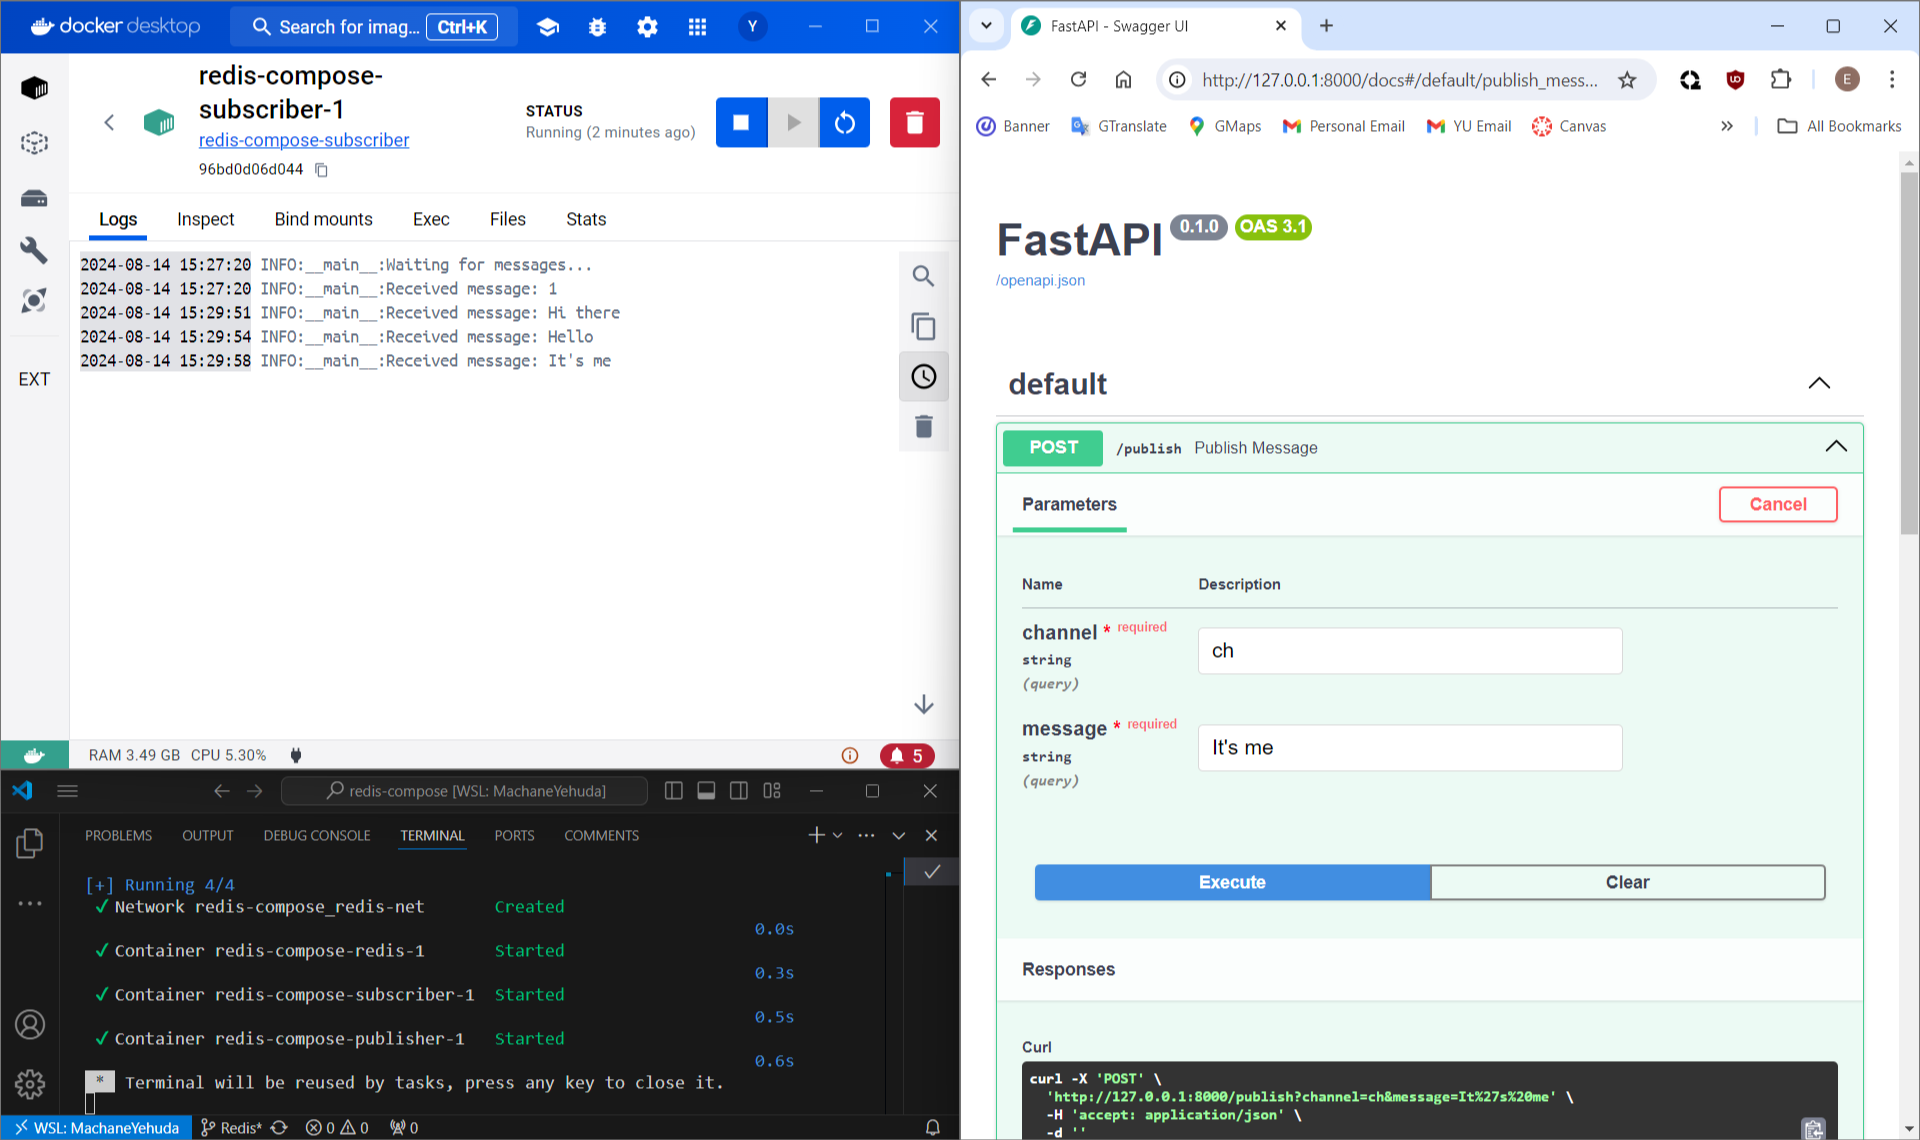 docker desktop
Search for imag... Ctrl+K
Y
redis-compose-
subscriber-1
redis-compose-subscriber
96bd0d06d044
STATUS
Running (2 minutes ago)
Logs Inspect Bind mounts Exec Files Stats
2024-08-14 15:27:20 INFO:__main__:Waiting for messages...
2024-08-14 15:27:20 INFO:__main__:Received message: 1
2024-08-14 15:29:51 INFO:__main__:Received message: Hi there
2024-08-14 15:29:54 INFO:__main__:Received message: Hello
2024-08-14 15:29:58 INFO:__main__:Received message: It's me
EXT
RAM 3.49 GB CPU 5.30%
5
redis-compose [WSL: MachaneYehuda]
PROBLEMS OUTPUT DEBUG CONSOLE TERMINAL PORTS COMMENTS
[+] Running 4/4
✓ Network redis-compose_redis-net Created
0.0s
✓ Container redis-compose-redis-1 Started
0.3s
✓ Container redis-compose-subscriber-1 Started
0.5s
✓ Container redis-compose-publisher-1 Started
0.6s
* Terminal will be reused by tasks, press any key to close it.
WSL: MachaneYehuda Redis* 0 0 0
FastAPI - Swagger UI
http://127.0.0.1:8000/docs#/default/publish_mess...
E
Banner GTranslate GMaps Personal Email YU Email Canvas
All Bookmarks
FastAPI 0.1.0 OAS 3.1
/openapi.json
default
POST /publish Publish Message
Parameters
Cancel
Name Description
channel * required
string
(query)
ch
message * required
string
(query)
It's me
Execute Clear
Responses
Curl
curl -X 'POST' \
'http://127.0.0.1:8000/publish?channel=ch&message=It%27s%20me' \
-H 'accept: application/json' \
-d ''